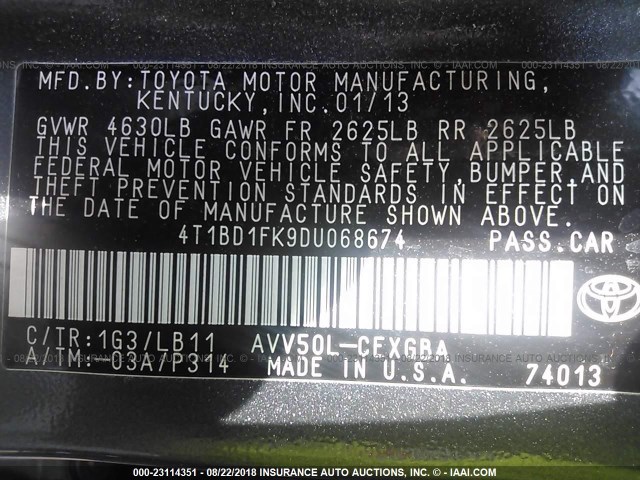 MFD.BY:TOYOTA MOTOR MANUFACTURING,
KENTUCKY,INC.01/13
GVWR 4630LB GAWR FR 2625LB RR 2625LB
THIS VEHICLE CONFORMS TO ALL APPLICABLE
FEDERAL MOTOR VEHICLE SAFETY,BUMPER,AND
THEFT PREVENTION STANDARDS IN EFFECT ON
THE DATE OF MANUFACTURE SHOWN ABOVE.
4T1BD1FK9DU068674 PASS.CAR
C/TR:1G3/LB11 AVV50L-CEXGBA
A/TM:-03A/P314 MADE IN U.S.A. 74013
000-23114351 - 08/22/2018 INSURANCE AUTO AUCTIONS, INC. - © - IAAI.COM